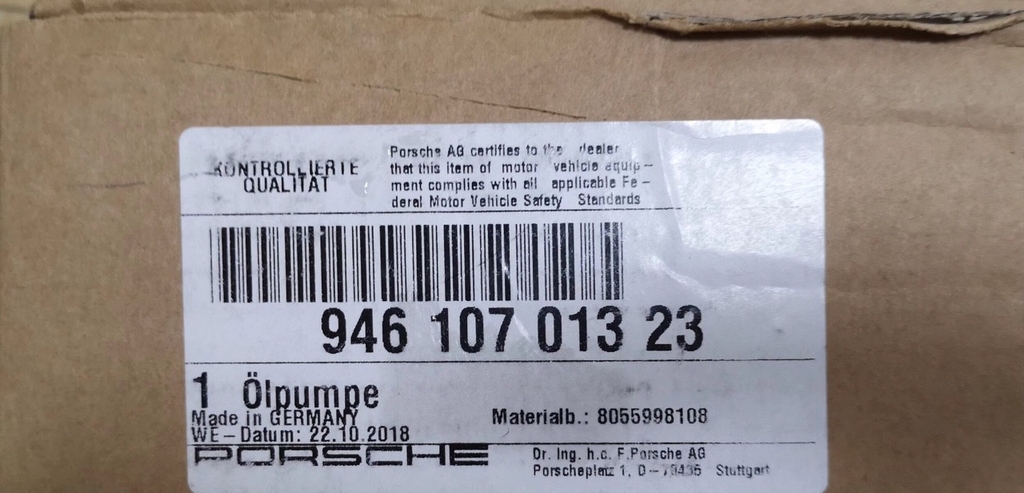 KONTROLLIERTE
QUALITÄT
Porsche AG certifies to the dealer
that this item of motor vehicle equip-
ment complies with all applicable Fe-
deral Motor Vehicle Safety Standards
946 107 013 23
1 Ölpumpe
Made in GERMANY
Materialb.: 8055998108
WE-Datum: 22.10.2018
PORSCHE
Dr. Ing. h.c. F.Porsche AG
Porscheplatz 1, D-70435 Stuttgart